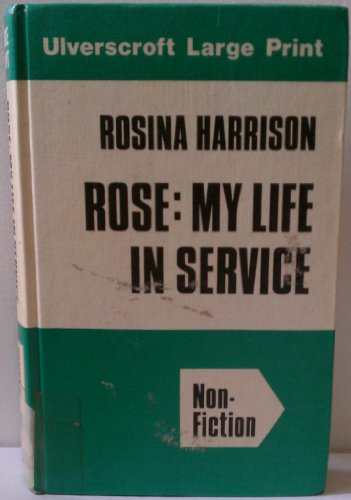 Ulverscroft Large Print
ROSINA HARRISON
ROSE: MY LIFE
IN SERVICE
Non-
Fiction